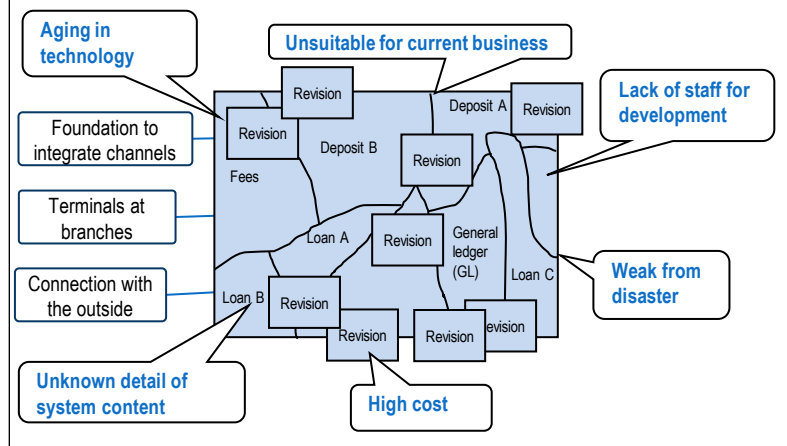 Aging in
technology
Unsuitable for current business
Lack of staff for
development
Revision
Deposit A
Revision
Revision
Foundation to
integrate channels
Deposit B
Revision
Fees
Terminals at
branches
Loan A
Revision
General
ledger
(GL)
Loan C
Weak from
disaster
Connection with
the outside
Loan B
Revision
Revision
Revision
evision
Unknown detail of
system content
High cost